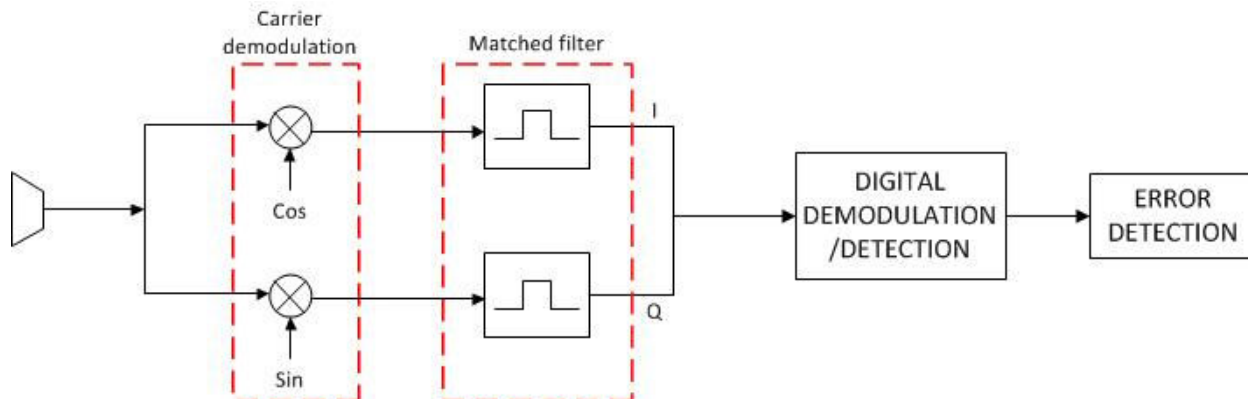 Carrier
demodulation
Matched filter
Cos
I
Sin
Q
DIGITAL
DEMODULATION
/DETECTION
ERROR
DETECTION